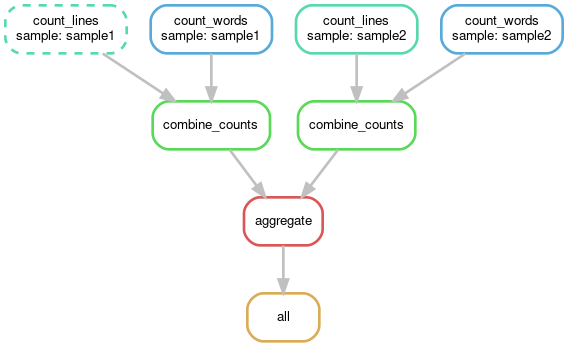 count_lines
sample: sample1
count_words
sample: sample1
count_lines
sample: sample2
count_words
sample: sample2
combine_counts
combine_counts
aggregate
all